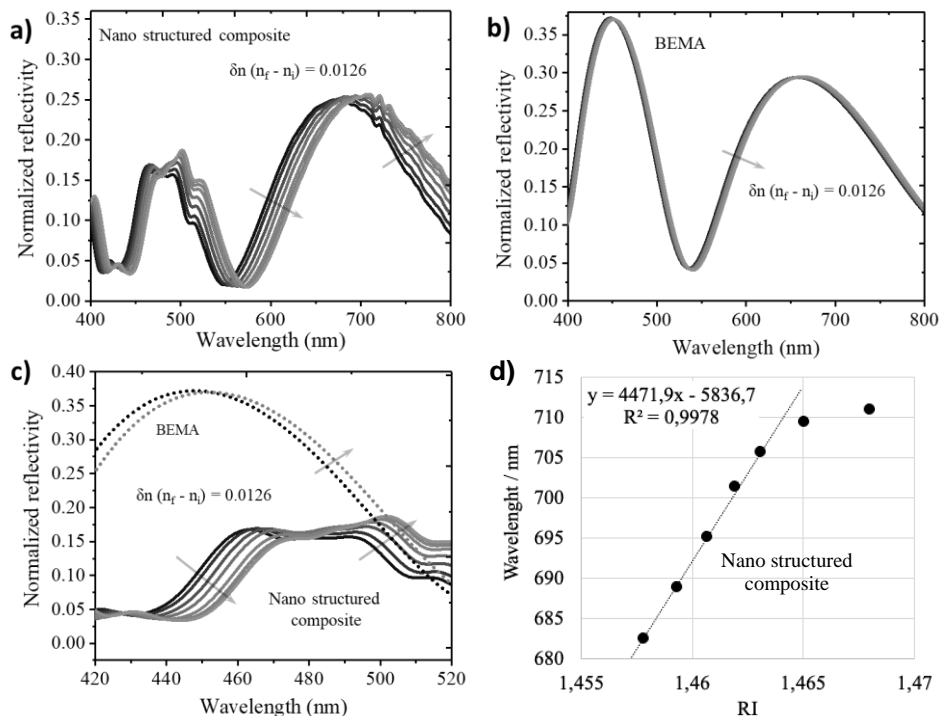 a)
Nano structured composite
δn (nf - ni) = 0.0126
Normalized reflectivity
0.35
0.30
0.25
0.20
0.15
0.10
0.05
0.00
400 500 600 700 800
Wavelength (nm)
b)
BEMA
δn (nf - ni) = 0.0126
Normalized reflectivity
0.35
0.30
0.25
0.20
0.15
0.10
0.05
0.00
400 500 600 700 800
Wavelength (nm)
c)
BEMA
δn (nf - ni) = 0.0126
Nano structured
composite
Normalized reflectivity
0.40
0.35
0.30
0.25
0.20
0.15
0.10
0.05
0.00
420 440 460 480 500 520
Wavelength (nm)
d)
y = 4471,9x - 5836,7
R² = 0,9978
Nano structured
composite
Wavelenght / nm
715
710
705
700
695
690
685
680
1,455 1,46 1,465 1,47
RI